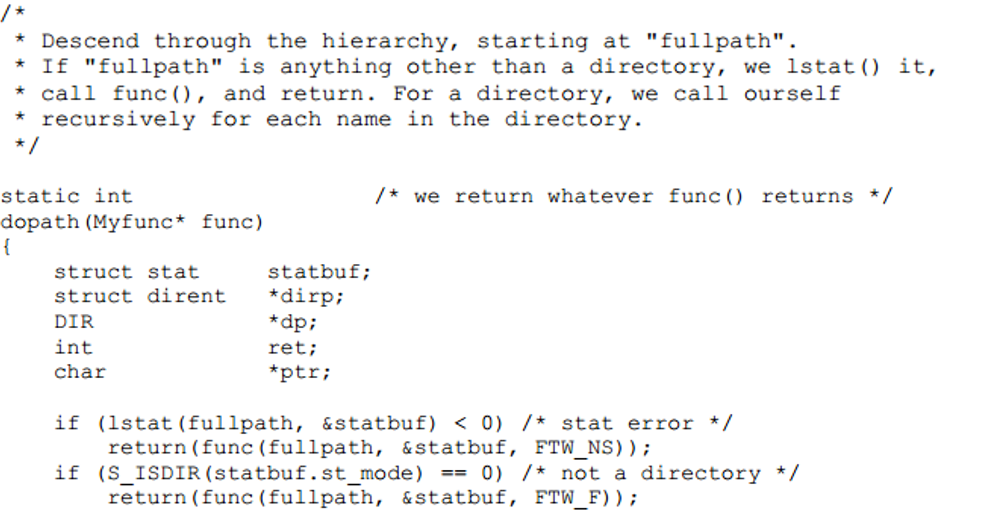 /*
 * Descend through the hierarchy, starting at "fullpath".
 * If "fullpath" is anything other than a directory, we lstat() it,
 * call func(), and return. For a directory, we call ourself
 * recursively for each name in the directory.
 */
static int                  /* we return whatever func() returns */
dopath(Myfunc* func)
{
    struct stat     statbuf;
    struct dirent   *dirp;
    DIR             *dp;
    int             ret;
    char            *ptr;
    if (lstat(fullpath, &statbuf) < 0) /* stat error */
        return(func(fullpath, &statbuf, FTW_NS));
    if (S_ISDIR(statbuf.st_mode) == 0) /* not a directory */
        return(func(fullpath, &statbuf, FTW_F));